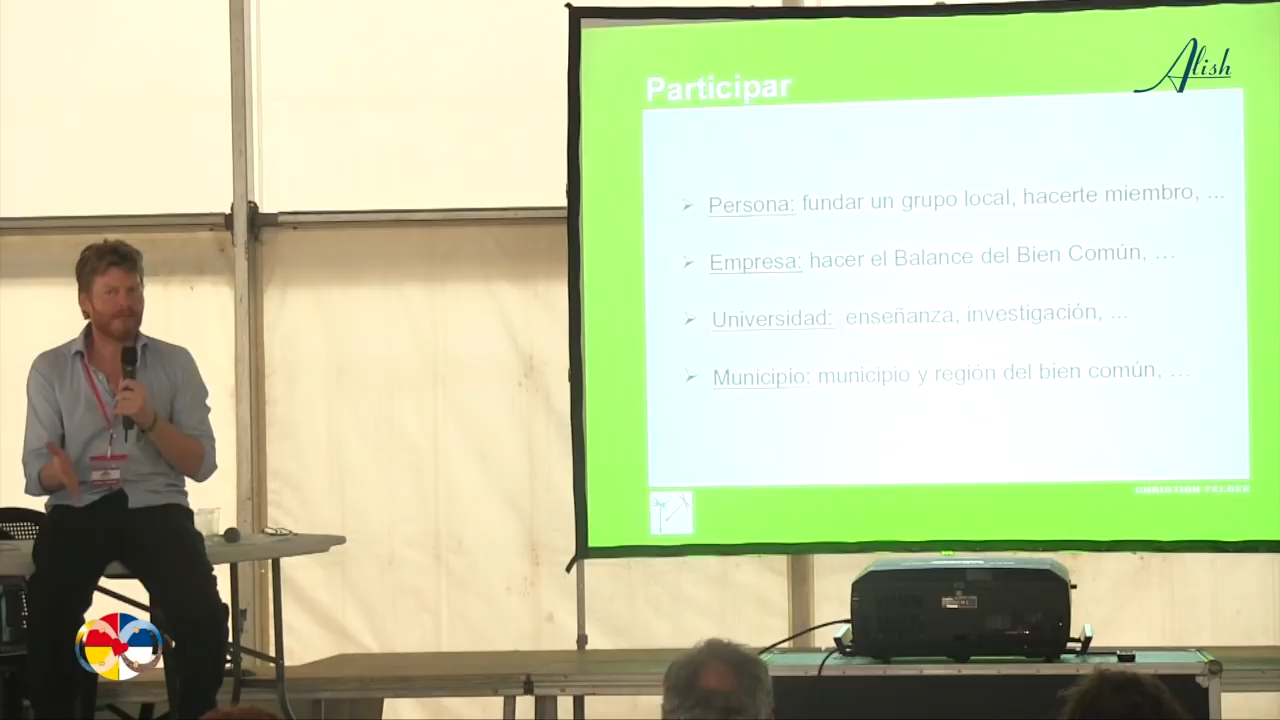 Alish
Participar
Persona: fundar un grupo local, hacerte miembro, ...
Empresa: hacer el Balance del Bien Común, ...
Universidad: enseñanza, investigación, ...
Municipio: municipio y región del bien común, ...
CHRISTIAN FELBER